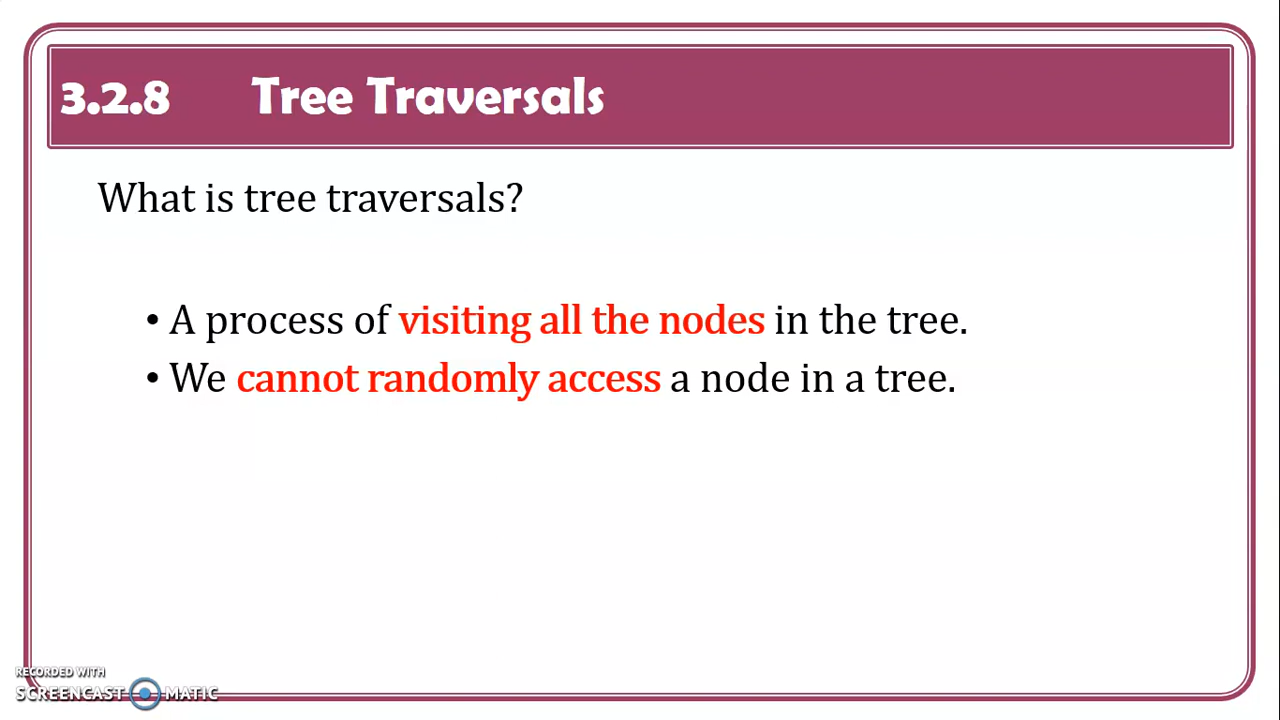 3.2.8 Tree Traversals
What is tree traversals?
• A process of visiting all the nodes in the tree.
• We cannot randomly access a node in a tree.
RECORDED WITH
SCREENCAST MATIC